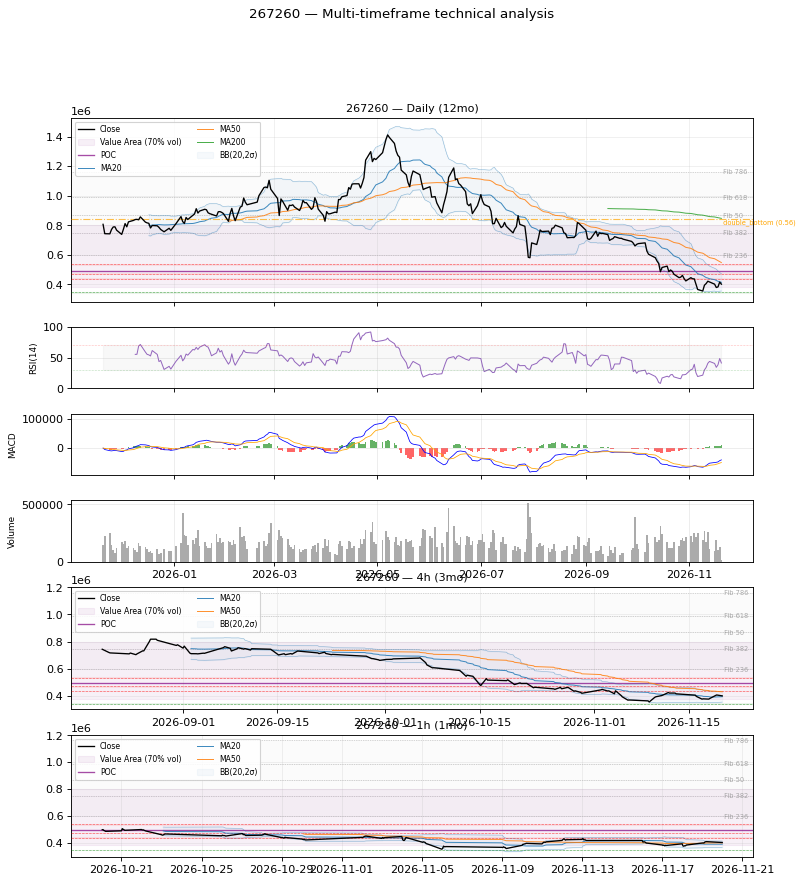 267260 — Multi-timeframe technical analysis
267260 — Daily (12mo)
1e6
Close
Value Area (70% vol)
POC
MA20
MA50
MA200
BB(20,2σ)
1.4
1.2
1.0
0.8
0.6
0.4
Fib 786
Fib 618
Fib 50
double_bottom (0.56)
Fib 382
Fib 236
RSI(14)
100
50
0
MACD
100000
0
Volume
500000
0
2026-01
2026-03
2026-05
2026-07
2026-09
2026-11
267260 — 4h (3mo)
1e6
Close
Value Area (70% vol)
POC
MA20
MA50
BB(20,2σ)
1.2
1.0
0.8
0.6
0.4
Fib 786
Fib 618
Fib 50
Fib 382
Fib 236
2026-09-01
2026-09-15
2026-10-01
2026-10-15
2026-11-01
2026-11-15
267260 — 1h (1mo)
1e6
Close
Value Area (70% vol)
POC
MA20
MA50
BB(20,2σ)
1.2
1.0
0.8
0.6
0.4
Fib 786
Fib 618
Fib 50
Fib 382
Fib 236
2026-10-21
2026-10-25
2026-10-29
2026-11-01
2026-11-05
2026-11-09
2026-11-13
2026-11-17
2026-11-21